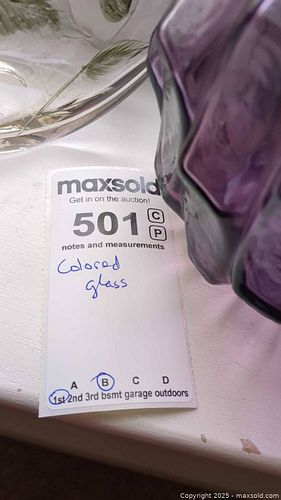 maxsold
Get in on the auction!
501 C
P
notes and measurements
Colored
glass
A B C D
1st 2nd 3rd bsmt garage outdoors
Copyright 2025 - maxsold.com